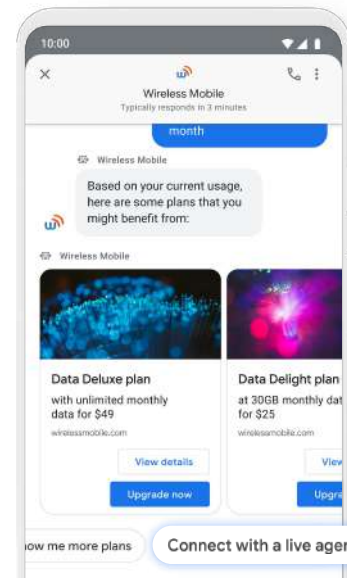 10:00
Wireless Mobile
Typically responds in 3 minutes
month
Wireless Mobile
Based on your current usage,
here are some plans that you
might benefit from:
Wireless Mobile
Data Deluxe plan
with unlimited monthly
data for $49
wirelessmobile.com
View details
Upgrade now
Data Delight plan
at 30GB monthly dat
for $25
wirelessmobile.com
View
Upgra
ow me more plans
Connect with a live ager